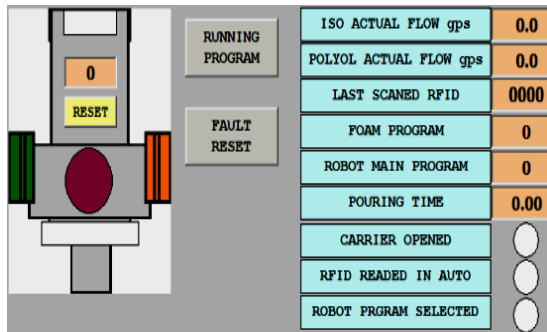 0
RESET
RUNNING
PROGRAM
FAULT
RESET
ISO ACTUAL FLOW gps 0.0
POLYOL ACTUAL FLOW gps 0.0
LAST SCANED RFID 0000
FOAM PROGRAM 0
ROBOT MAIN PROGRAM 0
POURING TIME 0.00
CARRIER OPENED
RFID READED IN AUTO
ROBOT PRGRAM SELECTED